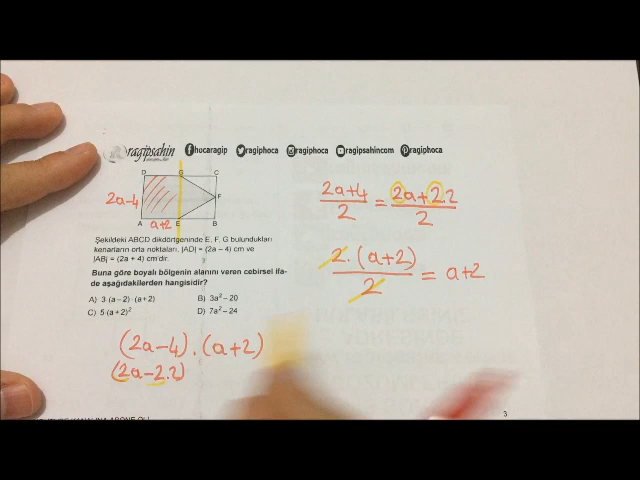 ragipsahin hucaragip ragiphoca ragiphoca ragipsahincom ragiphoca
D G C
2a-4
F
A a+2 E B
Şekildeki ABCD dikdörtgeninde E, F, G bulundukları
kenarların orta noktaları, |AD| = (2a – 4) cm ve
|AB| = (2a + 4) cm'dir.
Buna göre boyalı bölgenin alanını veren cebirsel ifa-
de aşağıdakilerden hangisidir?
A) 3·(a – 2)·(a + 2) B) 3a² – 20
C) 5·(a + 2)² D) 7a² – 24
(2a-4).(a+2)
(2a-2.2)
2a+4/2 = 2a+2.2/2
2.(a+2)/2 = a+2
3